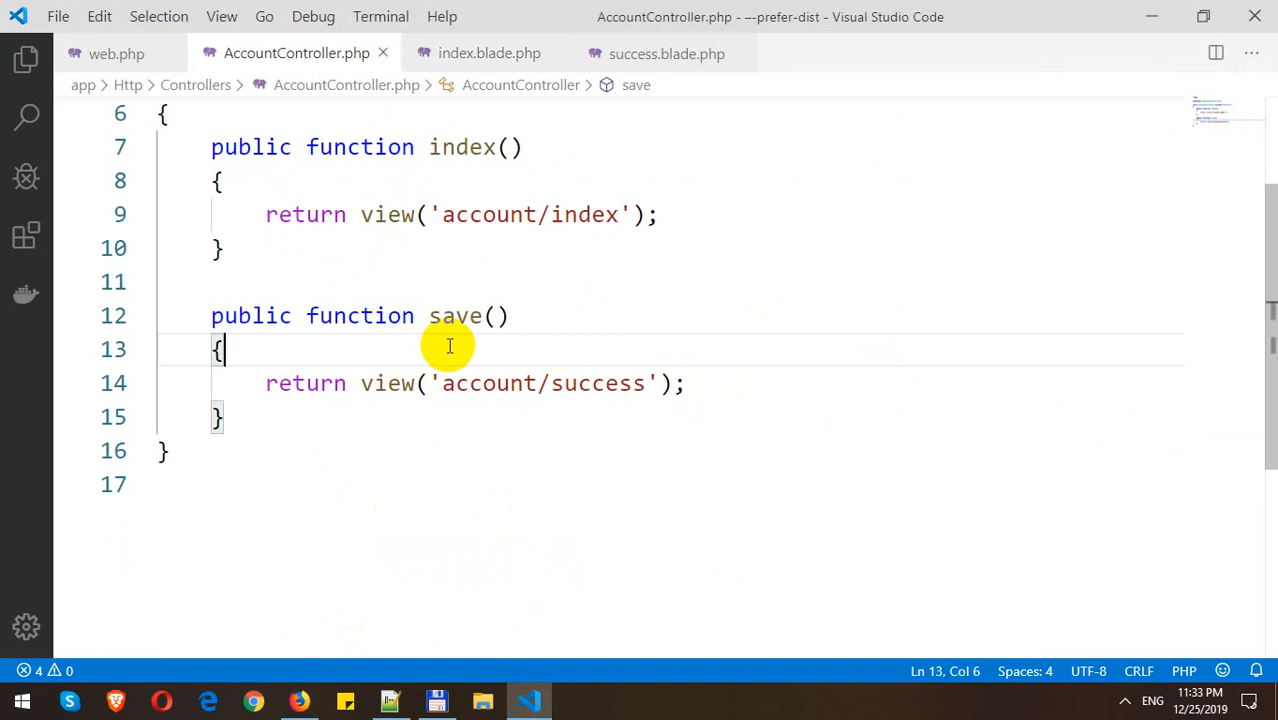 File Edit Selection View Go Debug Terminal Help AccountController.php - –-prefer-dist - Visual Studio Code
web.php AccountController.php index.blade.php success.blade.php
app > Http > Controllers > AccountController.php > AccountController > save
6 {
7 public function index()
8 {
9 return view('account/index');
10 }
11
12 public function save()
13 {
14 return view('account/success');
15 }
16 }
17
4 0 Ln 13, Col 6 Spaces: 4 UTF-8 CRLF PHP
ENG 11:33 PM
12/25/2019